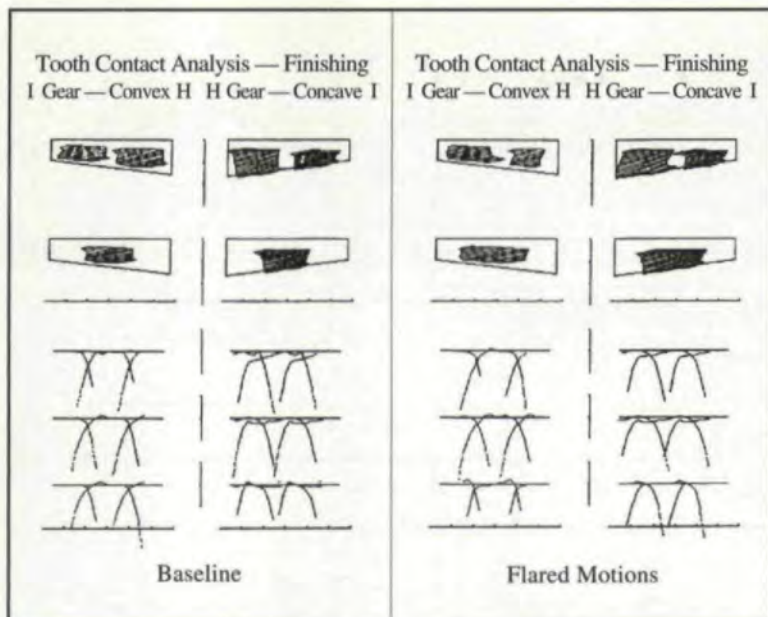 Tooth Contact Analysis — Finishing
I Gear — Convex H H Gear — Concave I
Baseline
Tooth Contact Analysis — Finishing
I Gear — Convex H H Gear — Concave I
Flared Motions